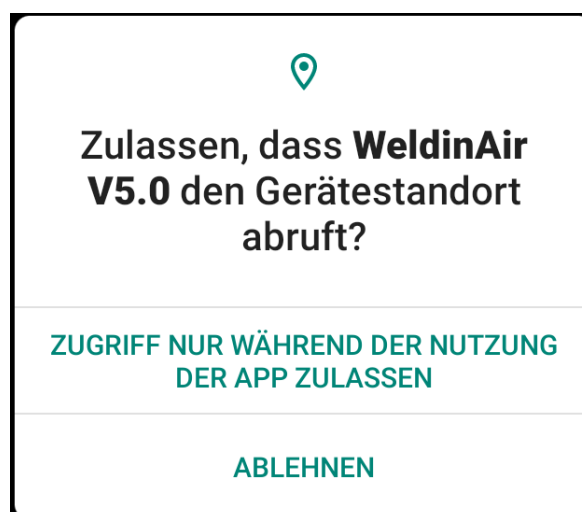 Zulassen, dass WeldinAir
V5.0 den Gerätestandort
abruft?
ZUGRIFF NUR WÄHREND DER NUTZUNG
DER APP ZULASSEN
ABLEHNEN